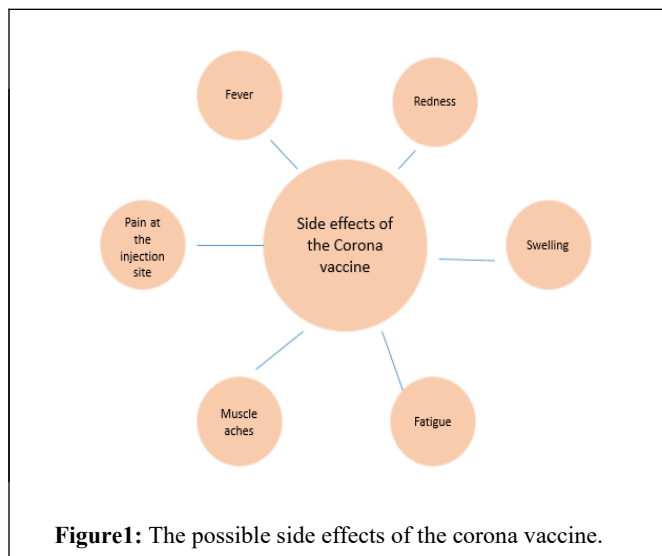 Fever
Redness
Side effects of
the Corona
vaccine
Pain at
the
injection
site
Swelling
Muscle
aches
Fatigue
Figure1: The possible side effects of the corona vaccine.